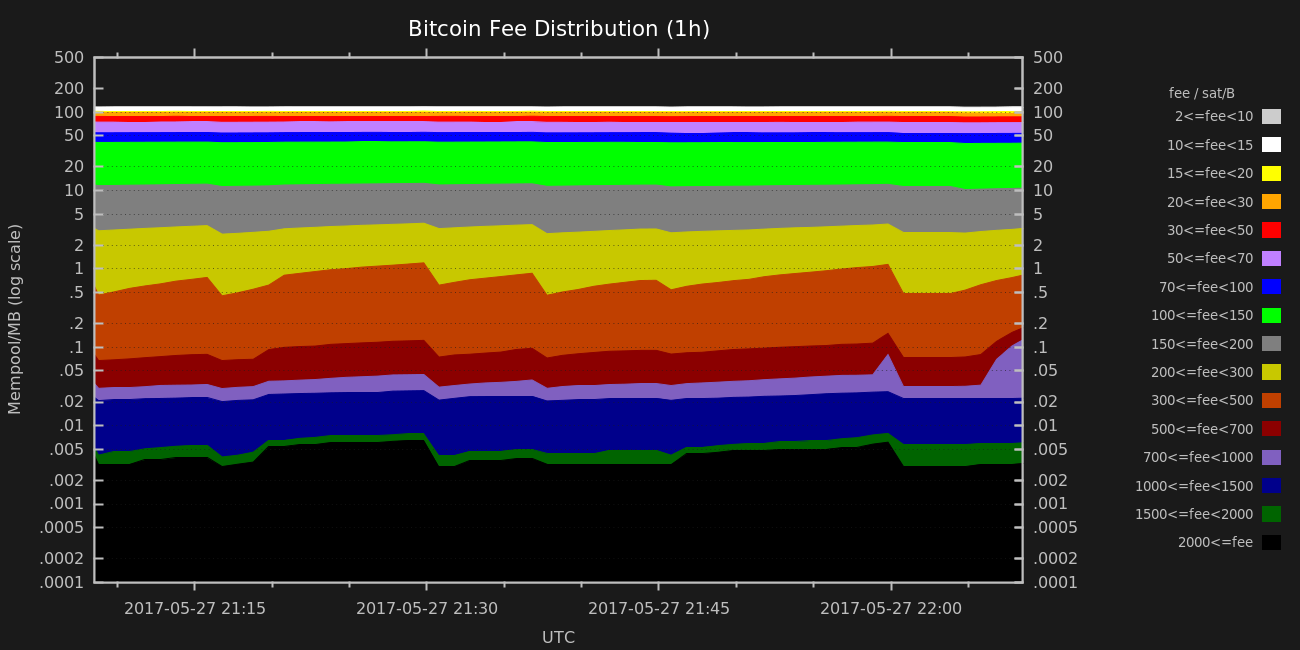 Bitcoin Fee Distribution (1h)
Mempool/MB (log scale)
500
200
100
50
20
10
5
2
1
.5
.2
.1
.05
.02
.01
.005
.002
.001
.0005
.0002
.0001
500
200
100
50
20
10
5
2
1
.5
.2
.1
.05
.02
.01
.005
.002
.001
.0005
.0002
.0001
2017-05-27 21:15
2017-05-27 21:30
2017-05-27 21:45
2017-05-27 22:00
UTC
fee / sat/B
2<=fee<10
10<=fee<15
15<=fee<20
20<=fee<30
30<=fee<50
50<=fee<70
70<=fee<100
100<=fee<150
150<=fee<200
200<=fee<300
300<=fee<500
500<=fee<700
700<=fee<1000
1000<=fee<1500
1500<=fee<2000
2000<=fee